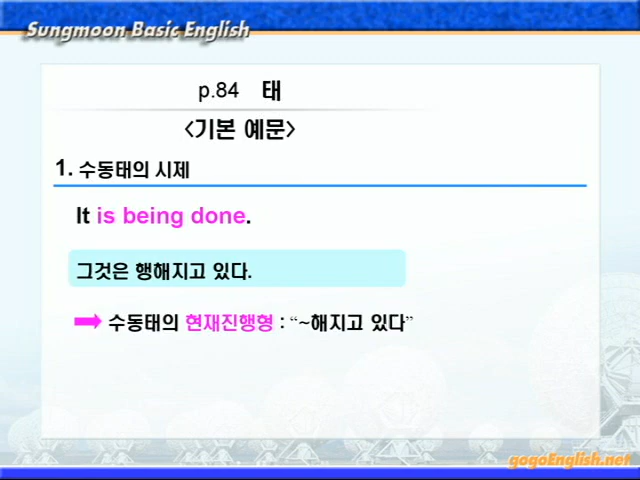 Sungmoon Basic English
p.84 태
<기본 예문>
1. 수동태의 시제
It is being done.
그것은 행해지고 있다.
➡ 수동태의 현재진행형 : “~해지고 있다”
gogoEnglish.net